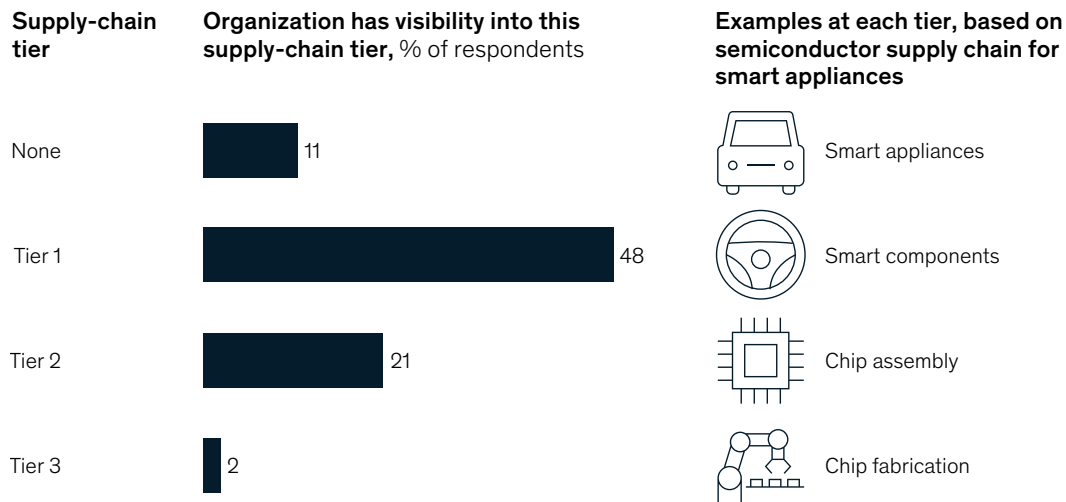 Supply-chain
tier
Organization has visibility into this
supply-chain tier, % of respondents
Examples at each tier, based on
semiconductor supply chain for
smart appliances
None
11
Smart appliances
Tier 1
48
Smart components
Tier 2
21
Chip assembly
Tier 3
2
Chip fabrication